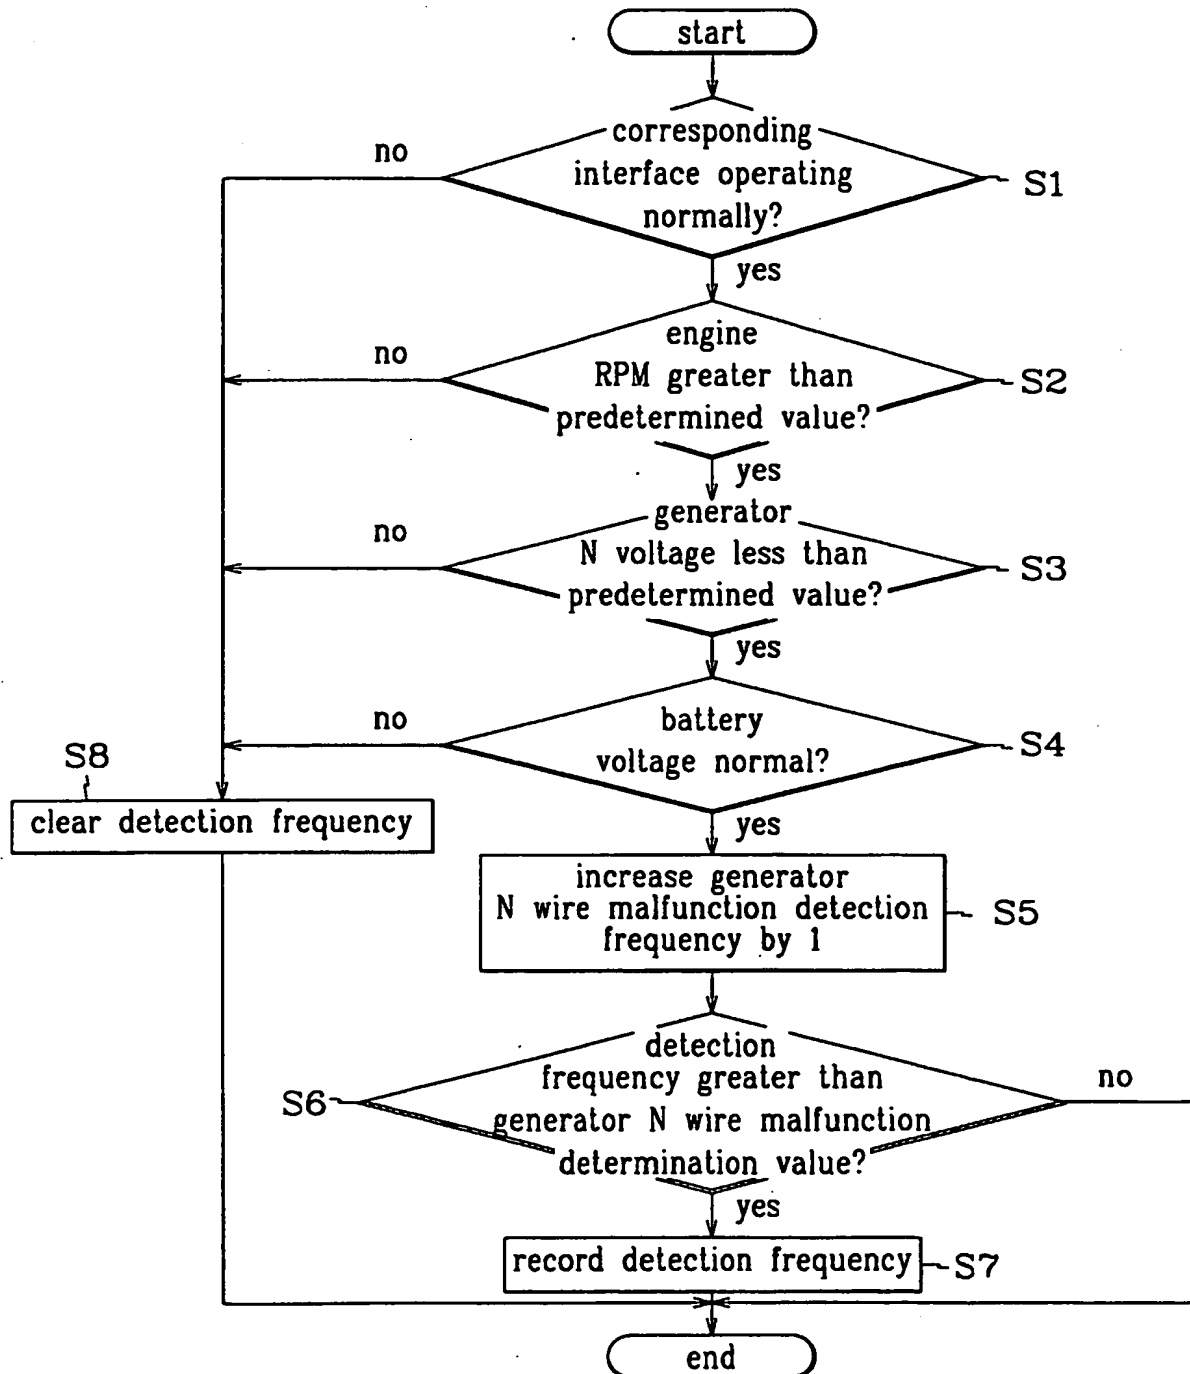 start
corresponding
interface operating
normally?
no
S1
yes
engine
RPM greater than
predetermined value?
no
S2
yes
generator
N voltage less than
predetermined value?
no
S3
yes
battery
voltage normal?
no
S4
S8
clear detection frequency
yes
increase generator
N wire malfunction detection
frequency by 1
S5
detection
frequency greater than
generator N wire malfunction
determination value?
no
S6
yes
record detection frequency
S7
end